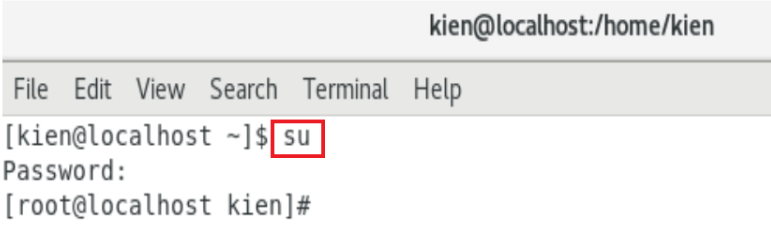 kien@localhost:/home/kien
File Edit View Search Terminal Help
[kien@localhost ~]$ su
Password:
[root@localhost kien]#